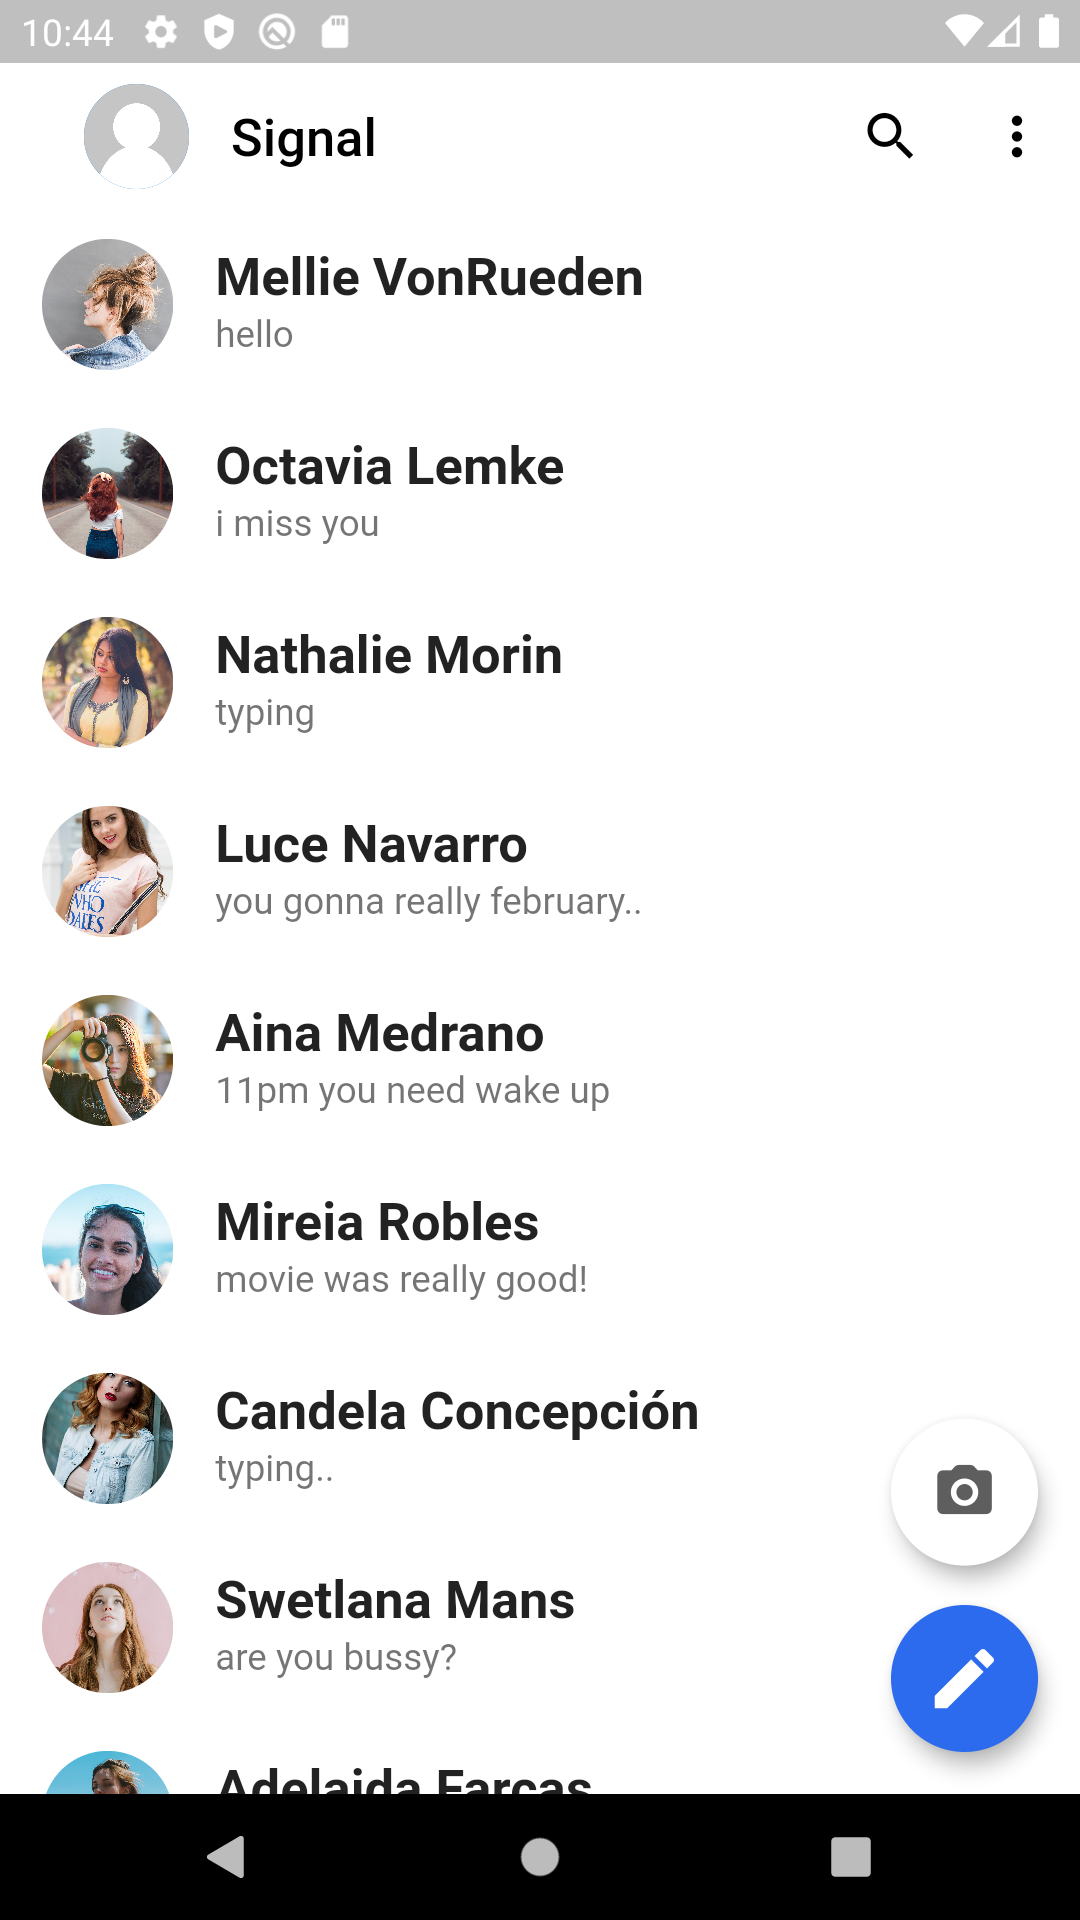 10:44
Signal
Mellie VonRueden
hello
Octavia Lemke
i miss you
Nathalie Morin
typing
Luce Navarro
you gonna really february..
Aina Medrano
11pm you need wake up
Mireia Robles
movie was really good!
Candela Concepción
typing..
Swetlana Mans
are you bussy?
Adelaida Farcas